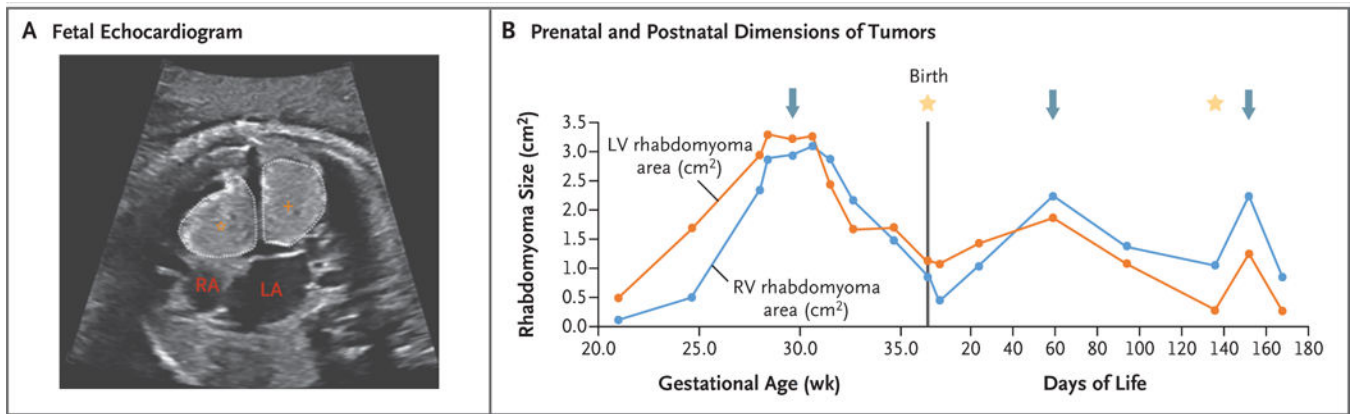 A Fetal Echocardiogram
RA
LA
B Prenatal and Postnatal Dimensions of Tumors
Birth
Rhabdomyoma Size (cm²)
3.5
3.0
2.5
2.0
1.5
1.0
0.5
0.0
LV rhabdomyoma
area (cm²)
RV rhabdomyoma
area (cm²)
20.0 25.0 30.0 35.0 20 40 60 80 100 120 140 160 180
Gestational Age (wk)
Days of Life